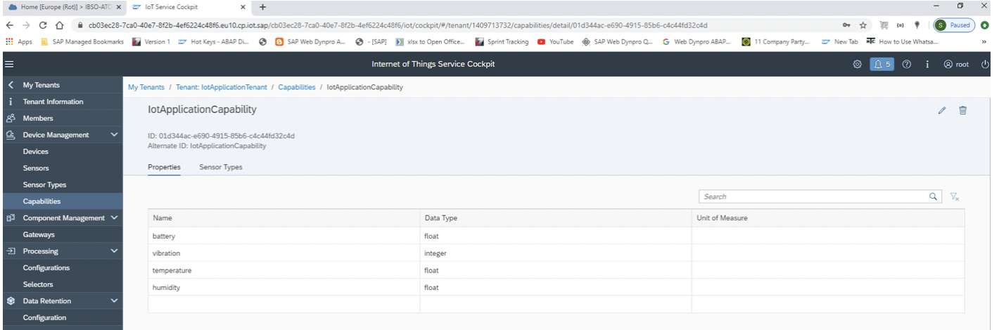 Home [Europe (Rot)] > IBSO-ATD
IoT Service Cockpit
cb03ec28-7ca0-40e7-8f2b-4ef6224c48f6.eu10.cp.iot.sap/cb03ec28-7ca0-40e7-8f2b-4ef6224c48f6/iot/cockpit/#/tenant/1409713732/capabilities/detail/01d344ac-e690-4915-85b6-c4c44fd32c4d
S Paused
Apps SAP Managed Bookmarks Version 1 Hot Keys - ABAP Di... SAP Web Dynpro A... - [SAP] xlsx to Open Office... Sprint Tracking YouTube SAP Web Dynpro Q... Web Dynpro ABAP... 11 Company Party... New Tab How to Use Whatsa... »
Internet of Things Service Cockpit
5
root
My Tenants
Tenant Information
Members
Device Management
Devices
Sensors
Sensor Types
Capabilities
Component Management
Gateways
Processing
Configurations
Selectors
Data Retention
Configuration
My Tenants / Tenant: IotApplicationTenant / Capabilities / IotApplicationCapability
IotApplicationCapability
ID: 01d344ac-e690-4915-85b6-c4c44fd32c4d
Alternate ID: IotApplicationCapability
Properties Sensor Types
Search
Name Data Type Unit of Measure
battery float
vibration integer
temperature float
humidity float